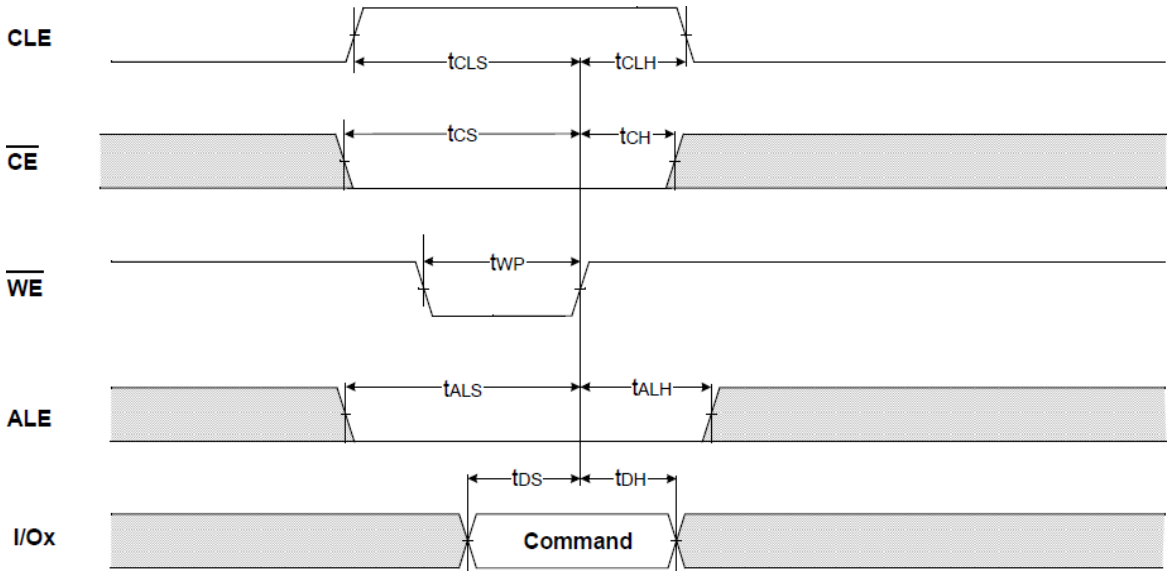 CLE
tCLS
tCLH
CE
tCS
tCH
WE
tWP
ALE
tALS
tALH
I/Ox
tDS
tDH
Command